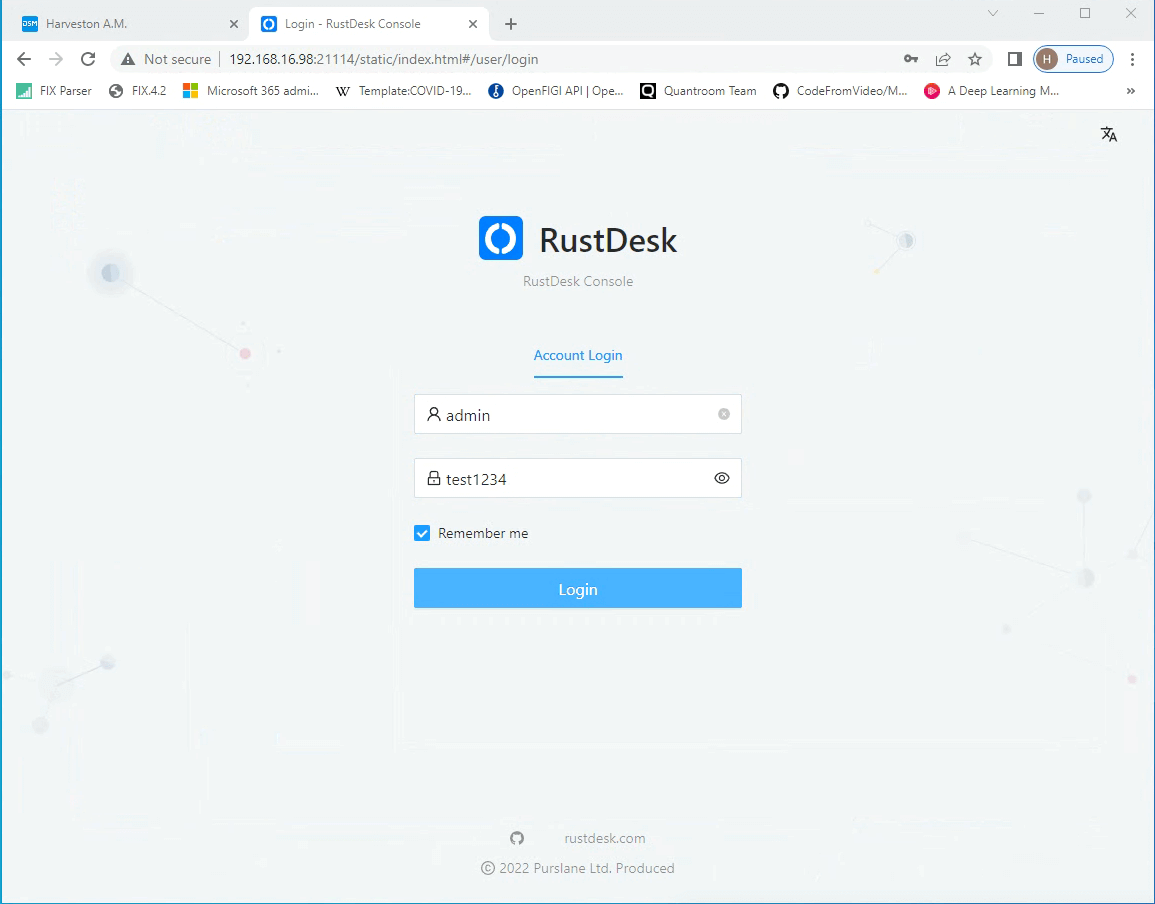 DSM Harveston A.M.
Login - RustDesk Console
Not secure 192.168.16.98:21114/static/index.html#/user/login
H Paused
FIX Parser FIX.4.2 Microsoft 365 admi... W Template:COVID-19... OpenFIGI API | Ope... Quantroom Team CodeFromVideo/M... A Deep Learning M... »
RustDesk
RustDesk Console
Account Login
admin
test1234
Remember me
Login
rustdesk.com
© 2022 Purslane Ltd. Produced